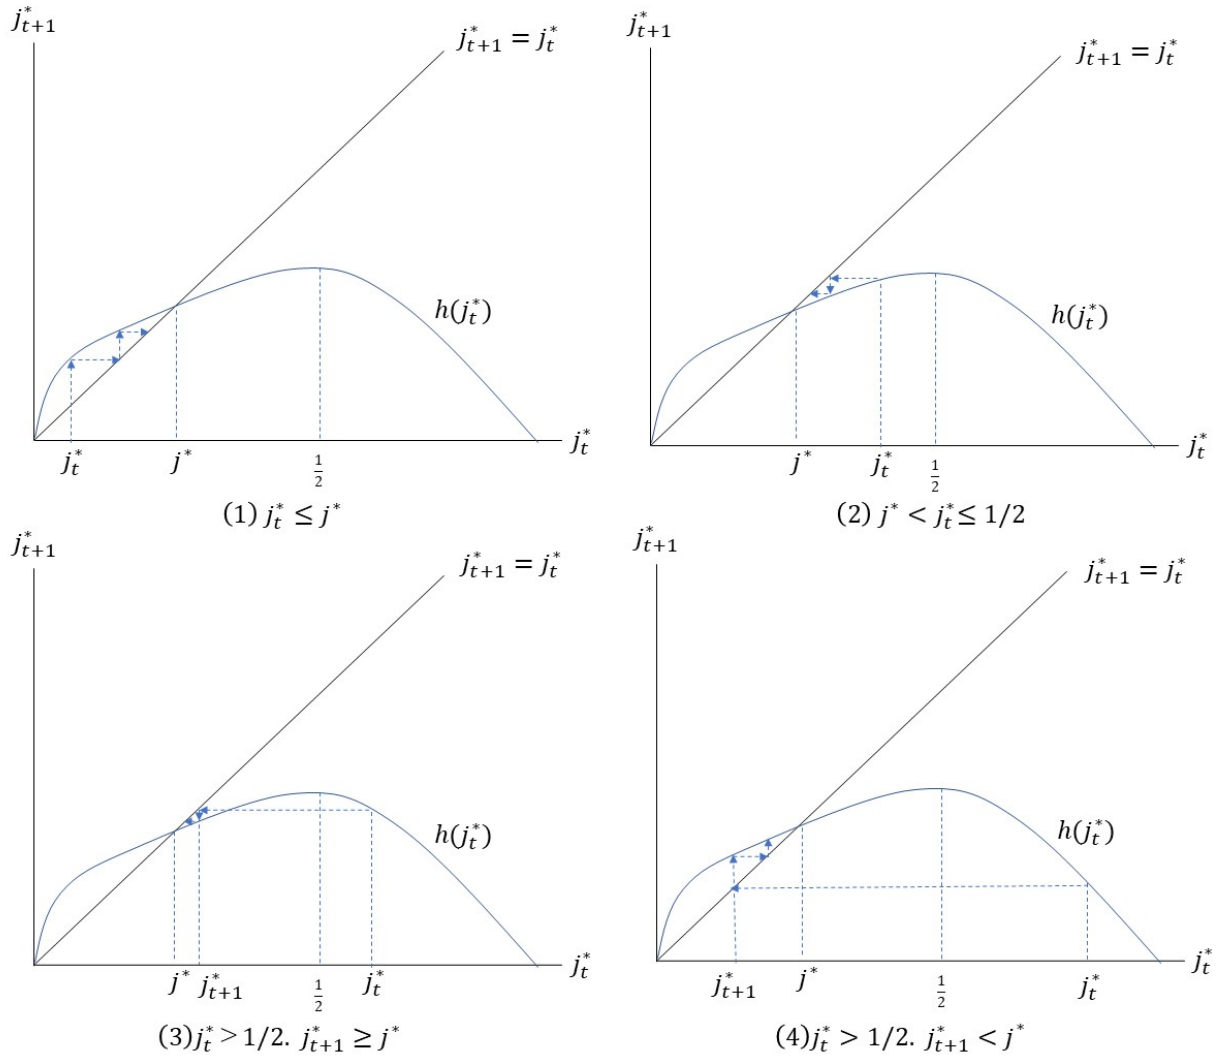 j*_{t+1}
j*_{t+1} = j*_t
h(j*_t)
j*_t
j*_t
j*
1/2
(1) j*_t ≤ j*
j*_{t+1}
j*_{t+1} = j*_t
h(j*_t)
j*_t
j*
j*_t
1/2
(2) j* < j*_t ≤ 1/2
j*_{t+1}
j*_{t+1} = j*_t
h(j*_t)
j*_t
j*
j*_{t+1}
1/2
j*_t
(3)j*_t > 1/2. j*_{t+1} ≥ j*
j*_{t+1}
j*_{t+1} = j*_t
h(j*_t)
j*_t
j*_{t+1}
j*
1/2
j*_t
(4)j*_t > 1/2. j*_{t+1} < j*